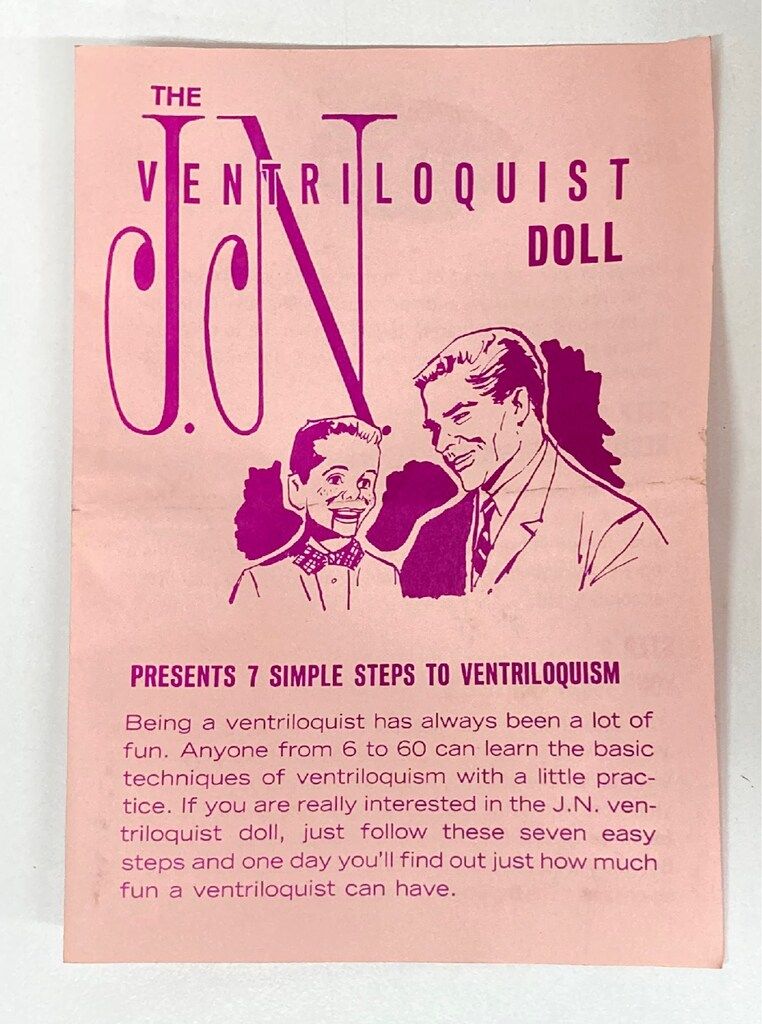 THE
J.N.
VENTRILOQUIST
DOLL
PRESENTS 7 SIMPLE STEPS TO VENTRILOQUISM
Being a ventriloquist has always been a lot of
fun. Anyone from 6 to 60 can learn the basic
techniques of ventriloquism with a little prac-
tice. If you are really interested in the J.N. ven-
triloquist doll, just follow these seven easy
steps and one day you'll find out just how much
fun a ventriloquist can have.